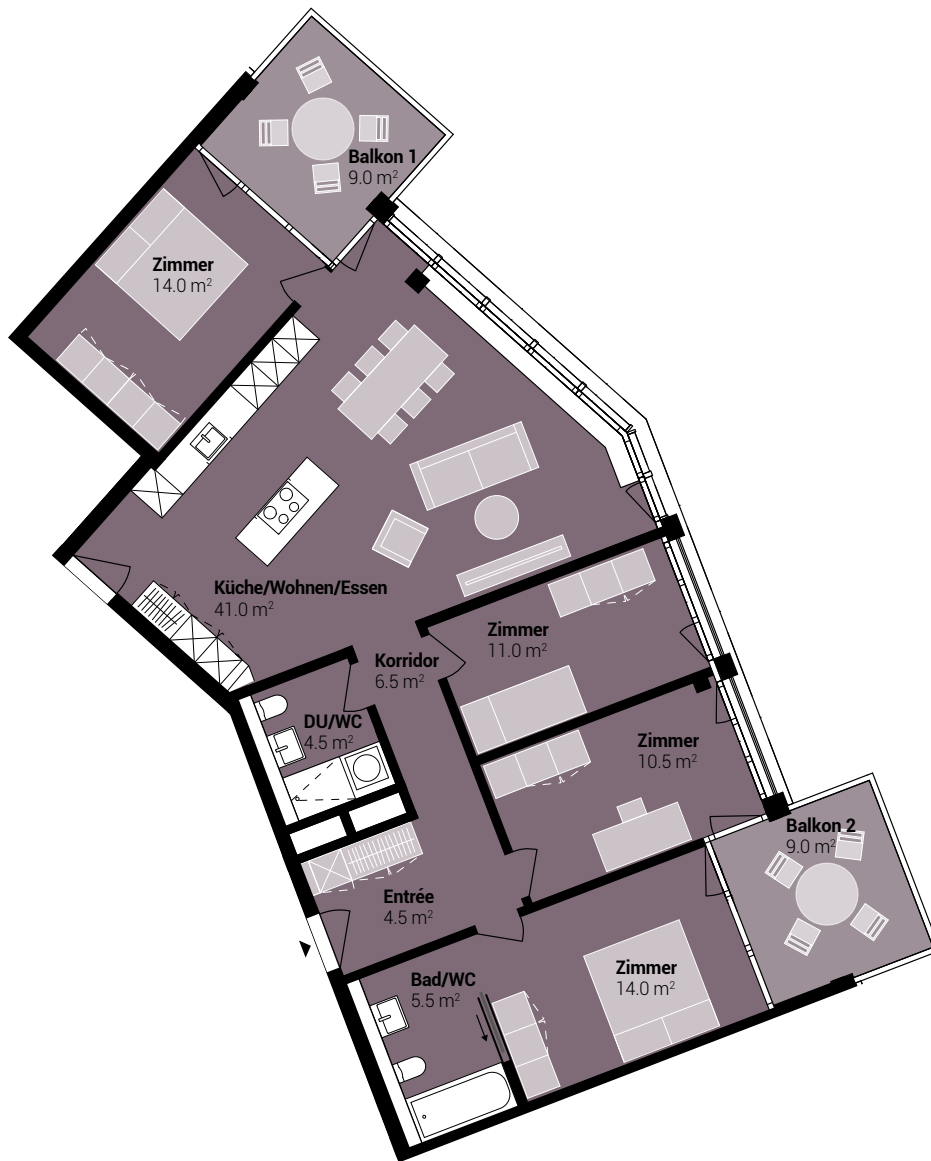 Balkon 1
9.0 m²
Zimmer
14.0 m²
Küche/Wohnen/Essen
41.0 m²
Zimmer
11.0 m²
Korridor
6.5 m²
DU/WC
4.5 m²
Zimmer
10.5 m²
Balkon 2
9.0 m²
Entrée
4.5 m²
Zimmer
14.0 m²
Bad/WC
5.5 m²